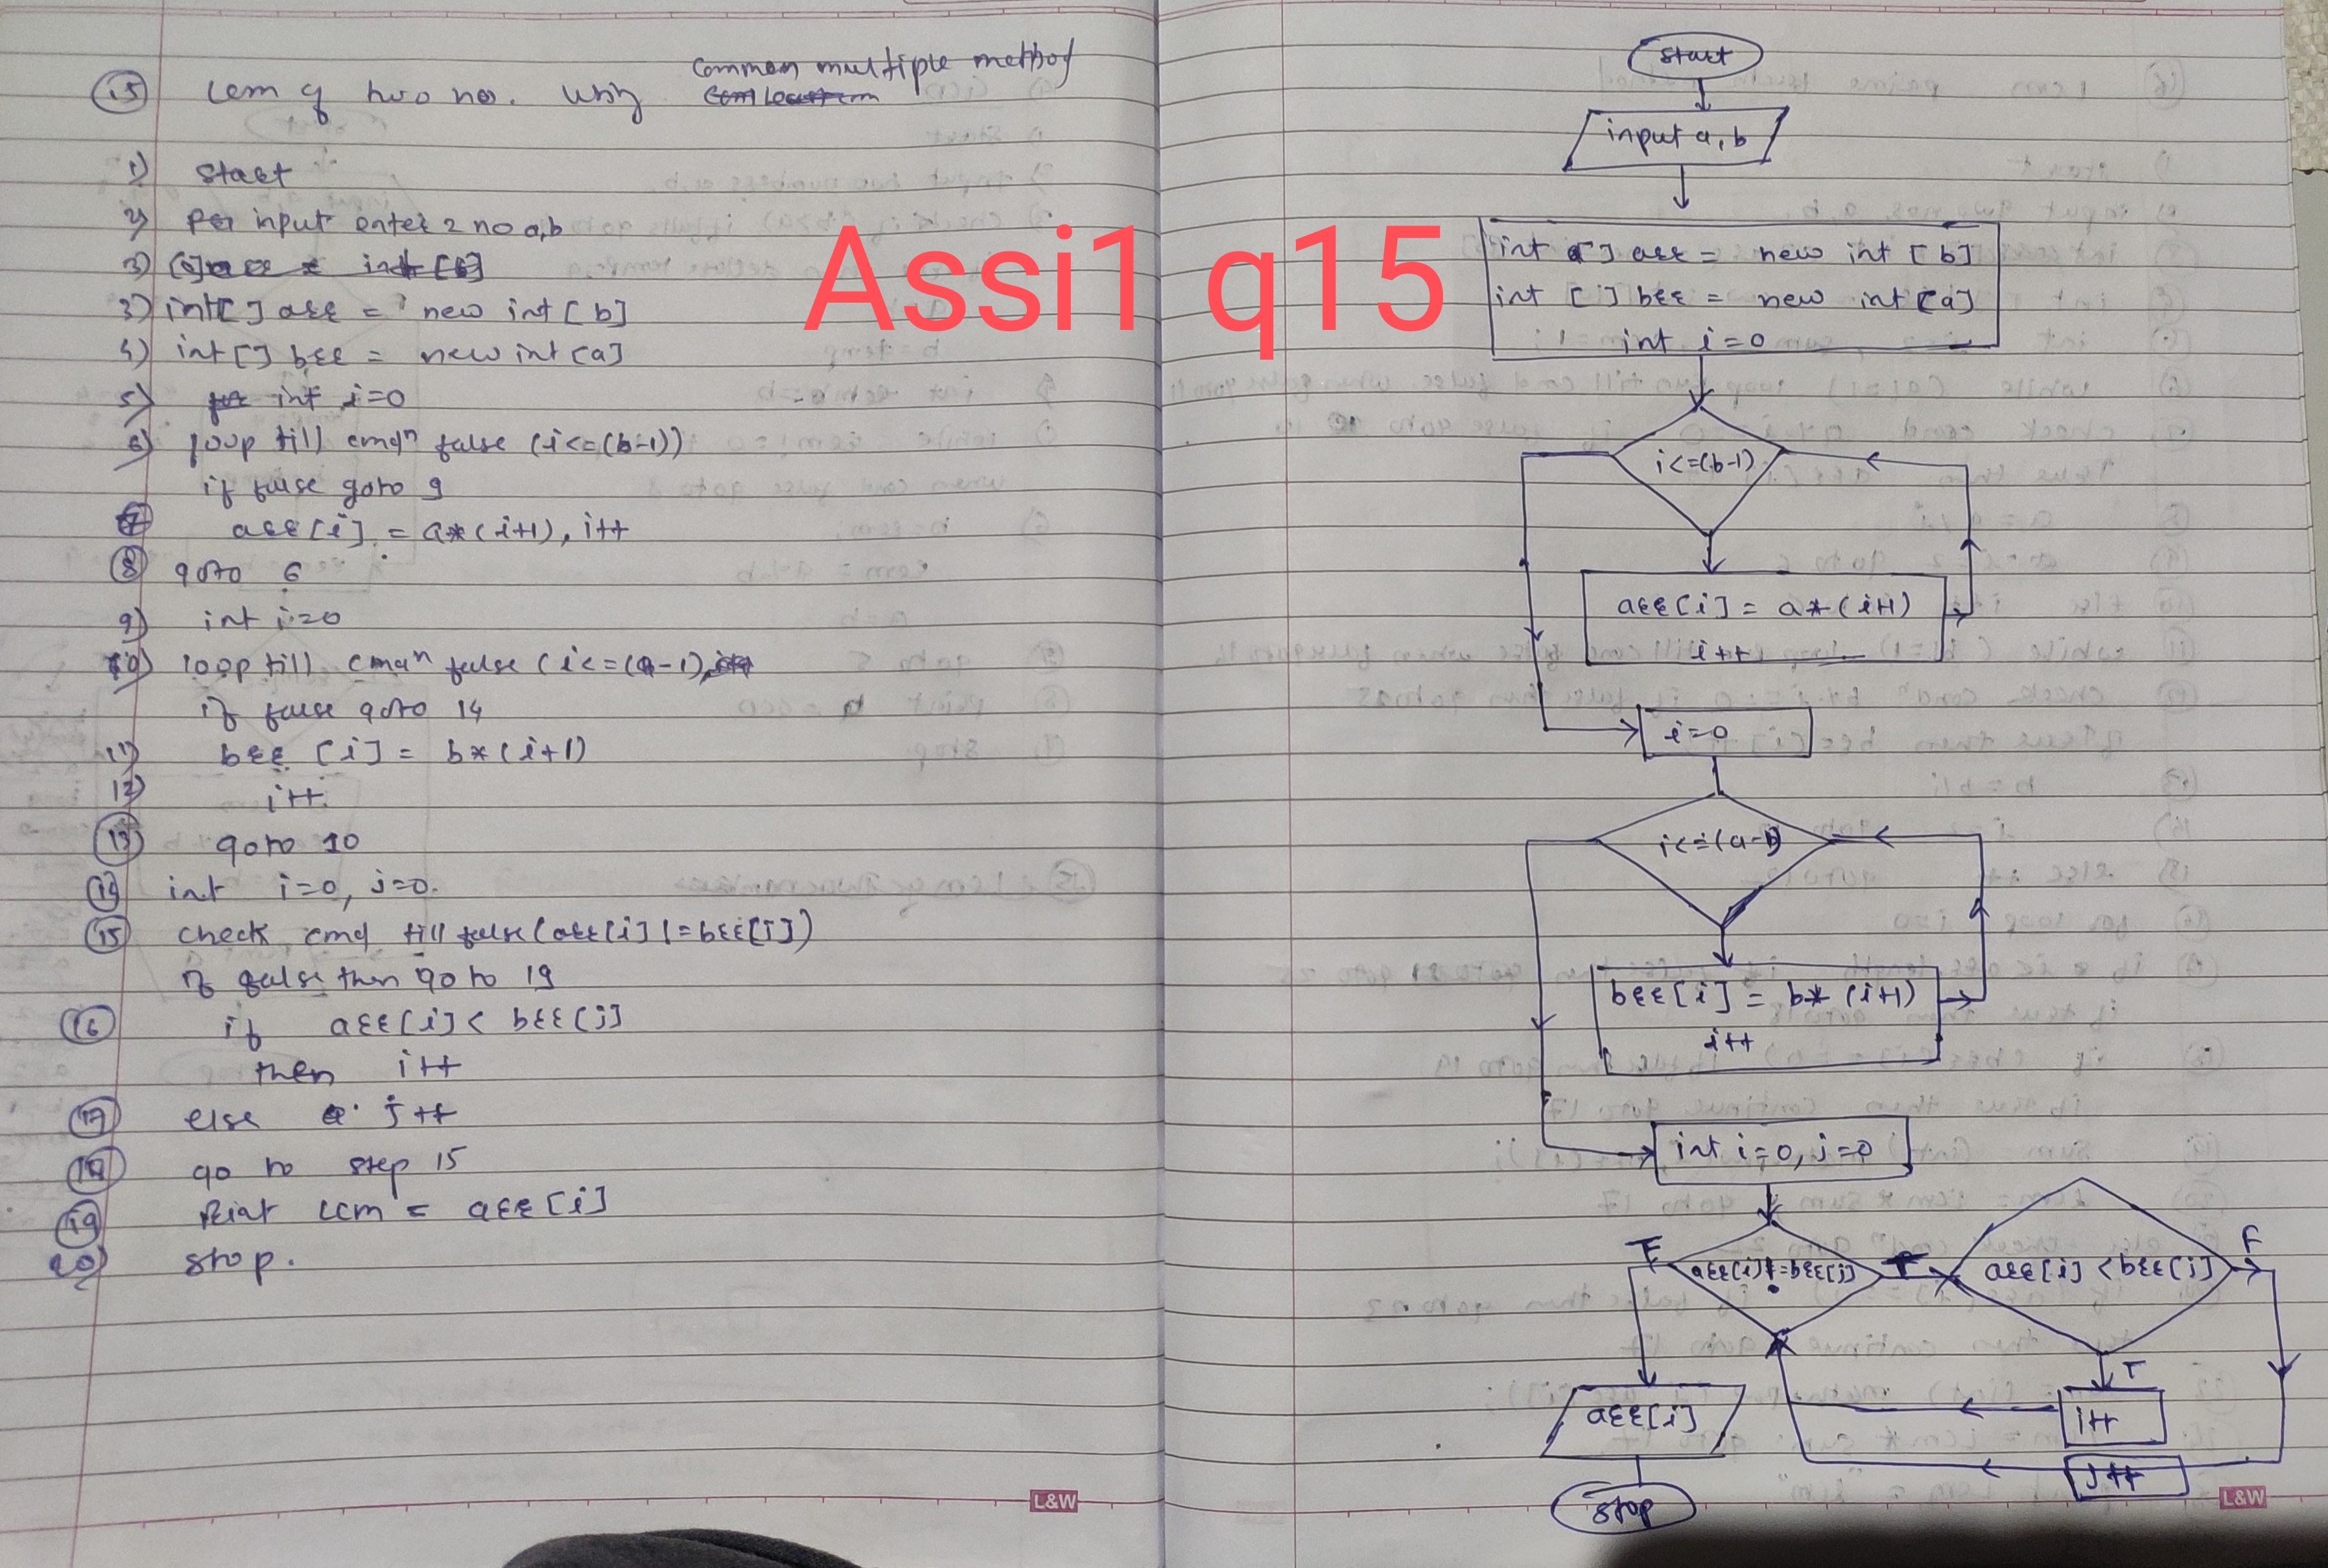 15) Lcm of two no. using common multiple method
1) Start
2) Per input enter 2 no a,b
3) int[] arr = new int [b]
4) int[] brr = new int [a]
5) int i=0
6) loop till cmdn false (i<=(b-1))
if false goto 9
7 arr[i] = a*(i+1), i++
8) goto 6
9) int i=0
10) loop till cmdn false (i<=(a-1),
if false goto 14
11) brr [i] = b*(i+1)
12) i++
13) goto 10
14) int i=0, j=0.
15) check cmd till false (arr[i] != brr[j])
if false then go to 19
16) if arr[i] < brr[j]
then i++
17) else j++
18) go to step 15
19) Print Lcm = arr[i]
20) stop.
Assi1 q15
L&W
Start
input a, b
int [] arr = new int [b]
int [] brr = new int [a]
int i=0
i<=(b-1)
arr[i] = a*(i+1)
i++
i=0
i<=(a-1)
brr[i] = b* (i+1)
i++
int i=0, j=0
F arr[i]!=brr[j] T arr[i] <brr[j] F
T
arr[i] i++
j++
stop
L&W